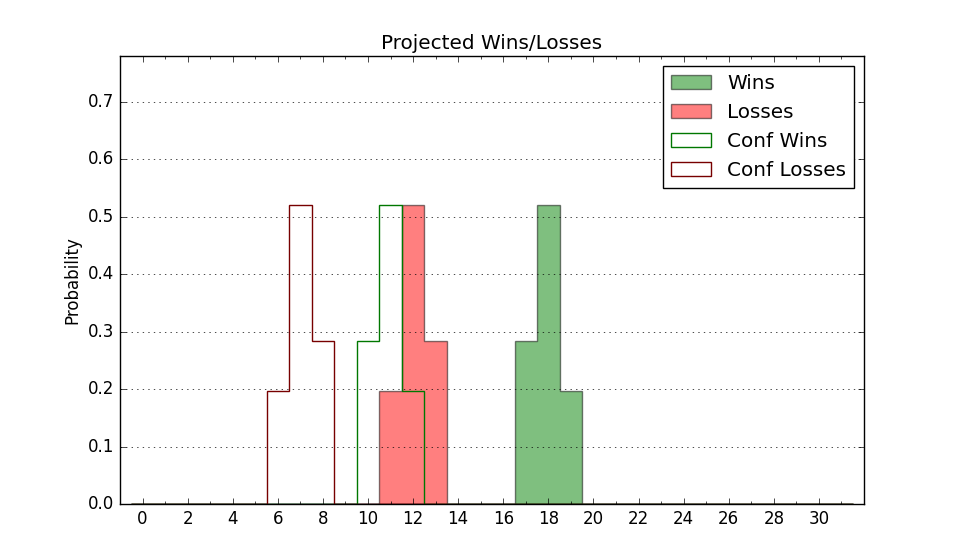 Projected Wins/Losses
Wins
Losses
Conf Wins
Conf Losses
Probability
0.7
0.6
0.5
0.4
0.3
0.2
0.1
0.0
0 2 4 6 8 10 12 14 16 18 20 22 24 26 28 30